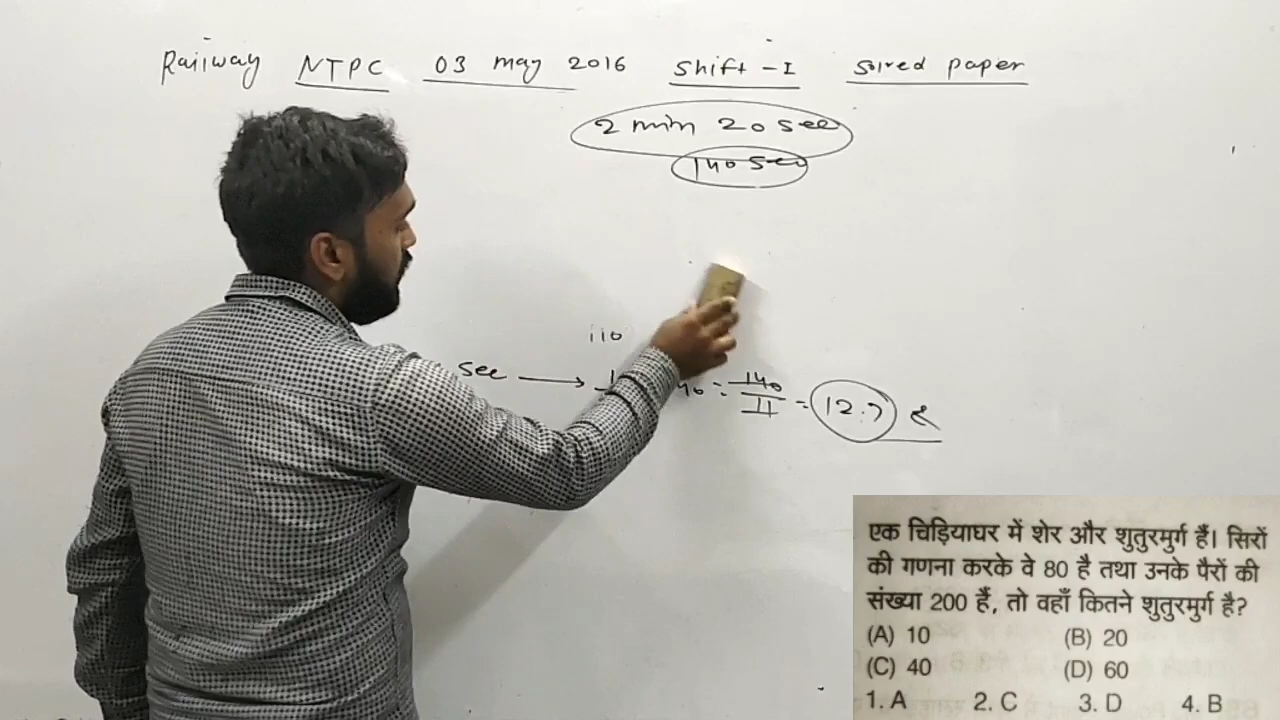 Railway NTPC 03 may 2016 Shift - I Solved paper
2 min 20 sec
140 sec
110
sec → = 140/11 = 12.7
एक चिड़ियाघर में शेर और शुतुरमुर्ग हैं। सिरों
की गणना करके वे 80 है तथा उनके पैरों की
संख्या 200 हैं, तो वहाँ कितने शुतुरमुर्ग है?
(A) 10 (B) 20
(C) 40 (D) 60
1. A 2. C 3. D 4. B